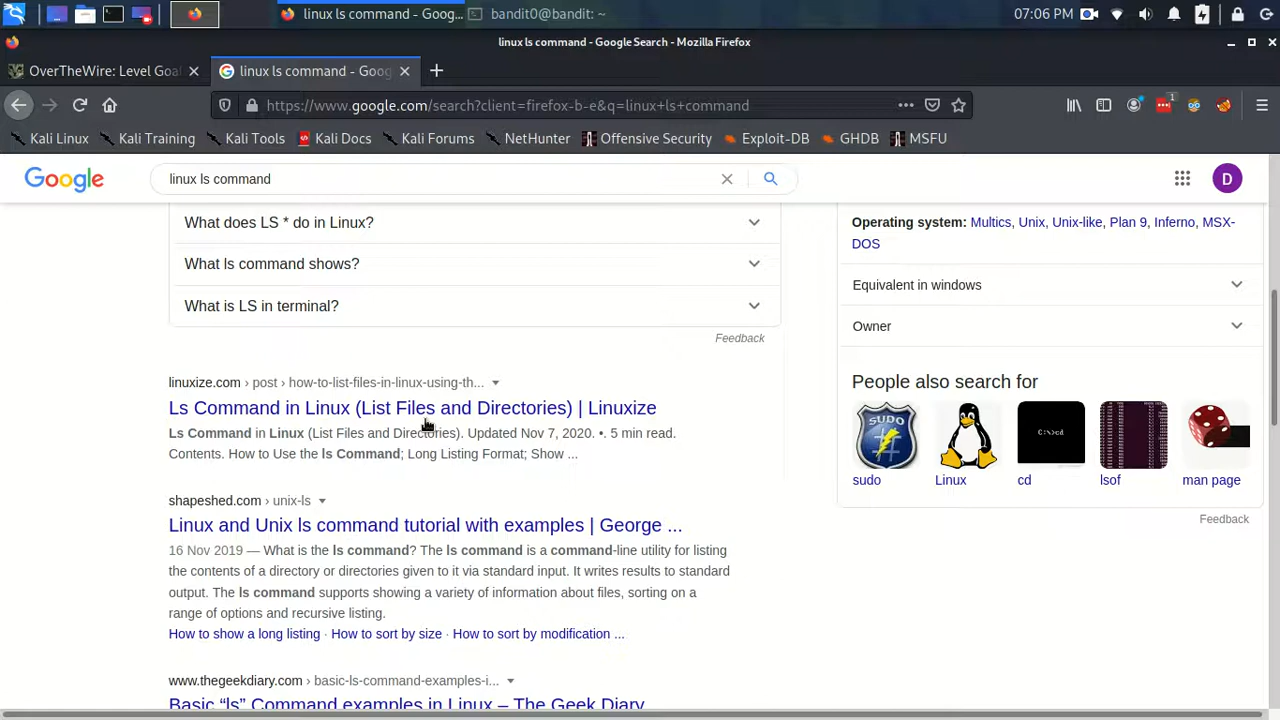 linux ls command - Goog...
bandit0@bandit: ~
07:06 PM
linux ls command - Google Search - Mozilla Firefox
OverTheWire: Level Goal
linux ls command - Goog
https://www.google.com/search?client=firefox-b-e&q=linux+ls+command
1
Kali Linux
Kali Training
Kali Tools
Kali Docs
Kali Forums
NetHunter
Offensive Security
Exploit-DB
GHDB
MSFU
Google
linux ls command
D
What does LS * do in Linux?
What ls command shows?
What is LS in terminal?
Feedback
linuxize.com › post › how-to-list-files-in-linux-using-th...
Ls Command in Linux (List Files and Directories) | Linuxize
Ls Command in Linux (List Files and Directories). Updated Nov 7, 2020. •. 5 min read.
Contents. How to Use the ls Command; Long Listing Format; Show ...
shapeshed.com › unix-ls
Linux and Unix ls command tutorial with examples | George ...
16 Nov 2019 — What is the ls command? The ls command is a command-line utility for listing
the contents of a directory or directories given to it via standard input. It writes results to standard
output. The ls command supports showing a variety of information about files, sorting on a
range of options and recursive listing.
How to show a long listing · How to sort by size · How to sort by modification ...
www.thegeekdiary.com › basic-ls-command-examples-i...
Basic “ls” Command examples in Linux – The Geek Diary
Operating system: Multics, Unix, Unix-like, Plan 9, Inferno, MSX-
DOS
Equivalent in windows
Owner
People also search for
SUDO
C:\>cd
sudo
Linux
cd
lsof
man page
Feedback